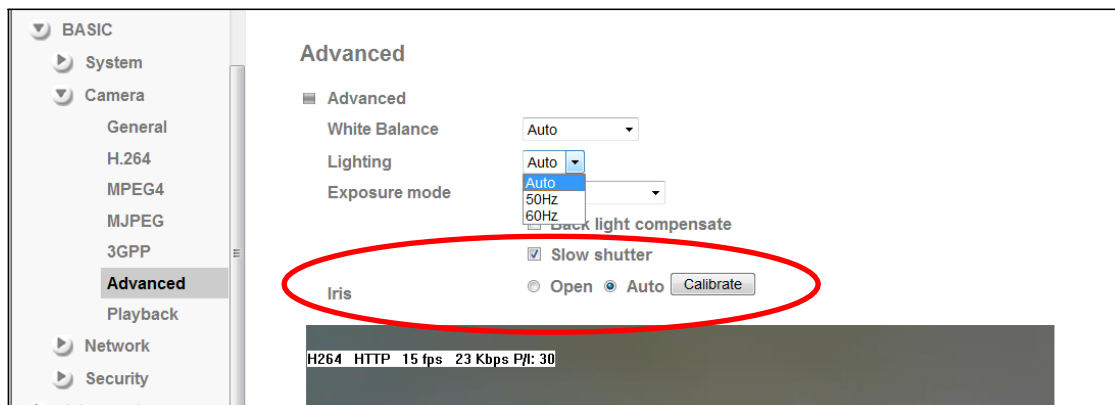 BASIC
System
Camera
General
H.264
MPEG4
MJPEG
3GPP
Advanced
Playback
Network
Security
Advanced
Advanced
White Balance Auto
Lighting Auto
Auto
50Hz
60Hz
Exposure mode
Back light compensate
Slow shutter
Iris Open Auto Calibrate
H264 HTTP 15 fps 23 Kbps P/I: 30